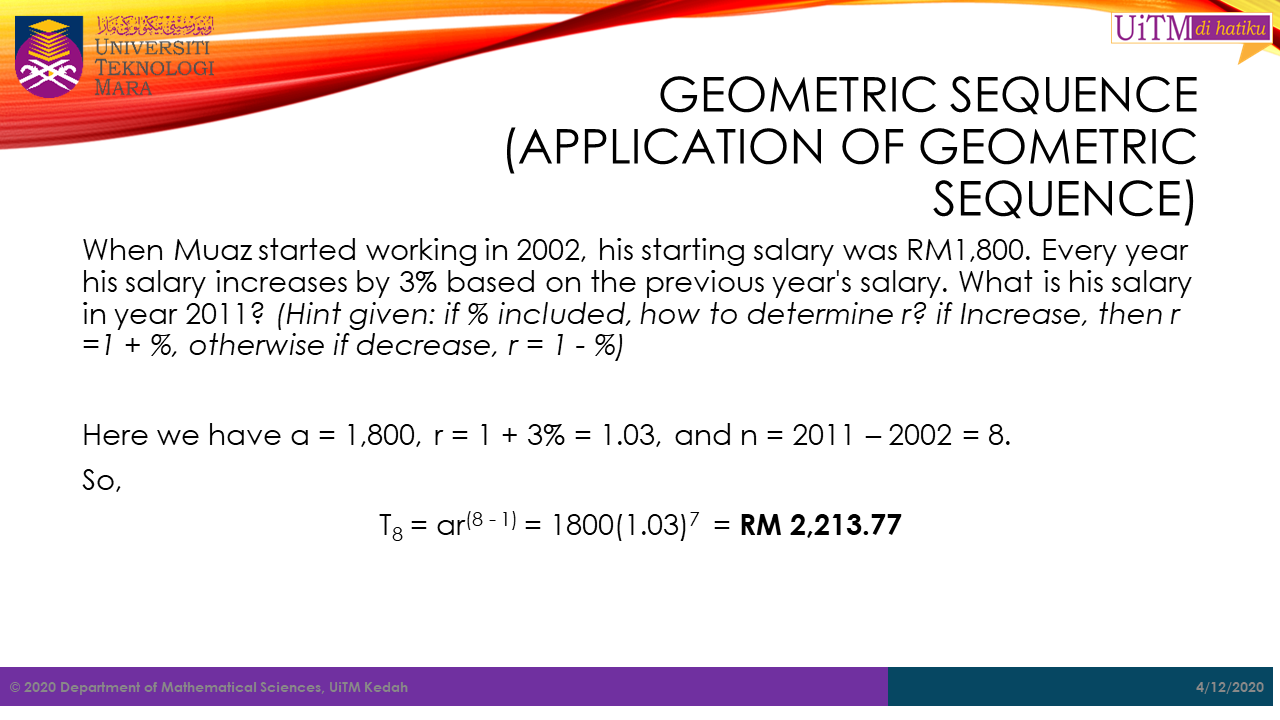 UNIVERSITI
TEKNOLOGI
MARA
UiTM di hatiku
GEOMETRIC SEQUENCE
(APPLICATION OF GEOMETRIC
SEQUENCE)
When Muaz started working in 2002, his starting salary was RM1,800. Every year
his salary increases by 3% based on the previous year's salary. What is his salary
in year 2011? (Hint given: if % included, how to determine r? if Increase, then r
=1 + %, otherwise if decrease, r = 1 - %)
Here we have a = 1,800, r = 1 + 3% = 1.03, and n = 2011 – 2002 = 8.
So,
T₈ = ar⁽⁸ ⁻ ¹⁾ = 1800(1.03)⁷ = RM 2,213.77
© 2020 Department of Mathematical Sciences, UiTM Kedah
4/12/2020